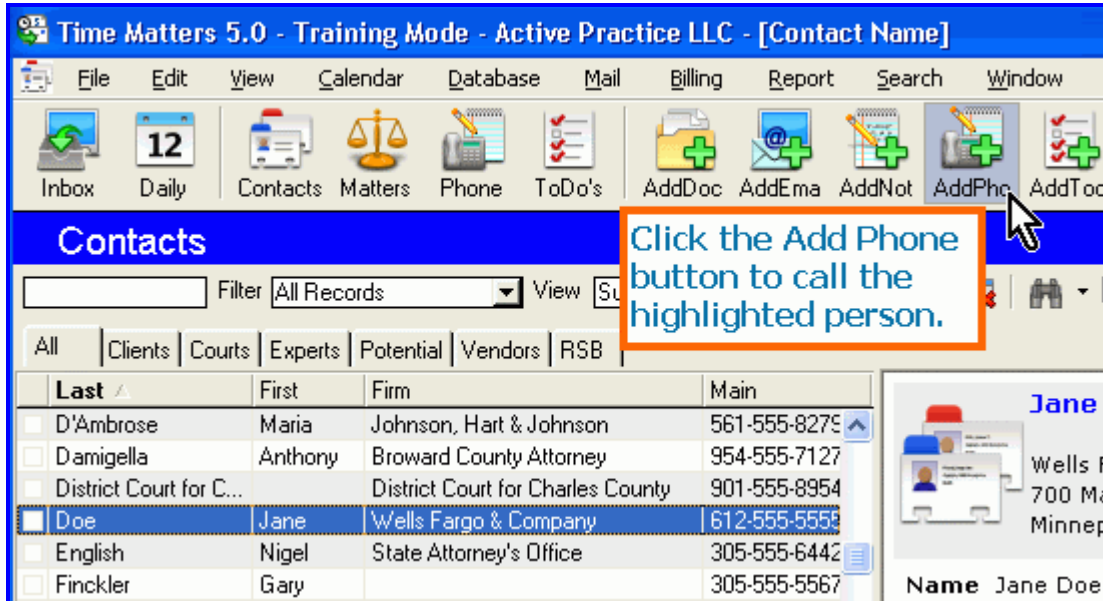 Time Matters 5.0 - Training Mode - Active Practice LLC - [Contact Name]
File Edit View Calendar Database Mail Billing Report Search Window
12
Inbox Daily Contacts Matters Phone ToDo's AddDoc AddEma AddNot AddPho AddToo
Contacts
Click the Add Phone
button to call the
highlighted person.
Filter All Records View Su
All Clients Courts Experts Potential Vendors RSB
Last First Firm Main
D'Ambrose Maria Johnson, Hart & Johnson 561-555-8279
Damigella Anthony Broward County Attorney 954-555-7127
District Court for C... District Court for Charles County 901-555-8954
Doe Jane Wells Fargo & Company 612-555-5555
English Nigel State Attorney's Office 305-555-6442
Finckler Gary 305-555-5567
Jane
Wells F
700 Ma
Minneap
Name Jane Doe